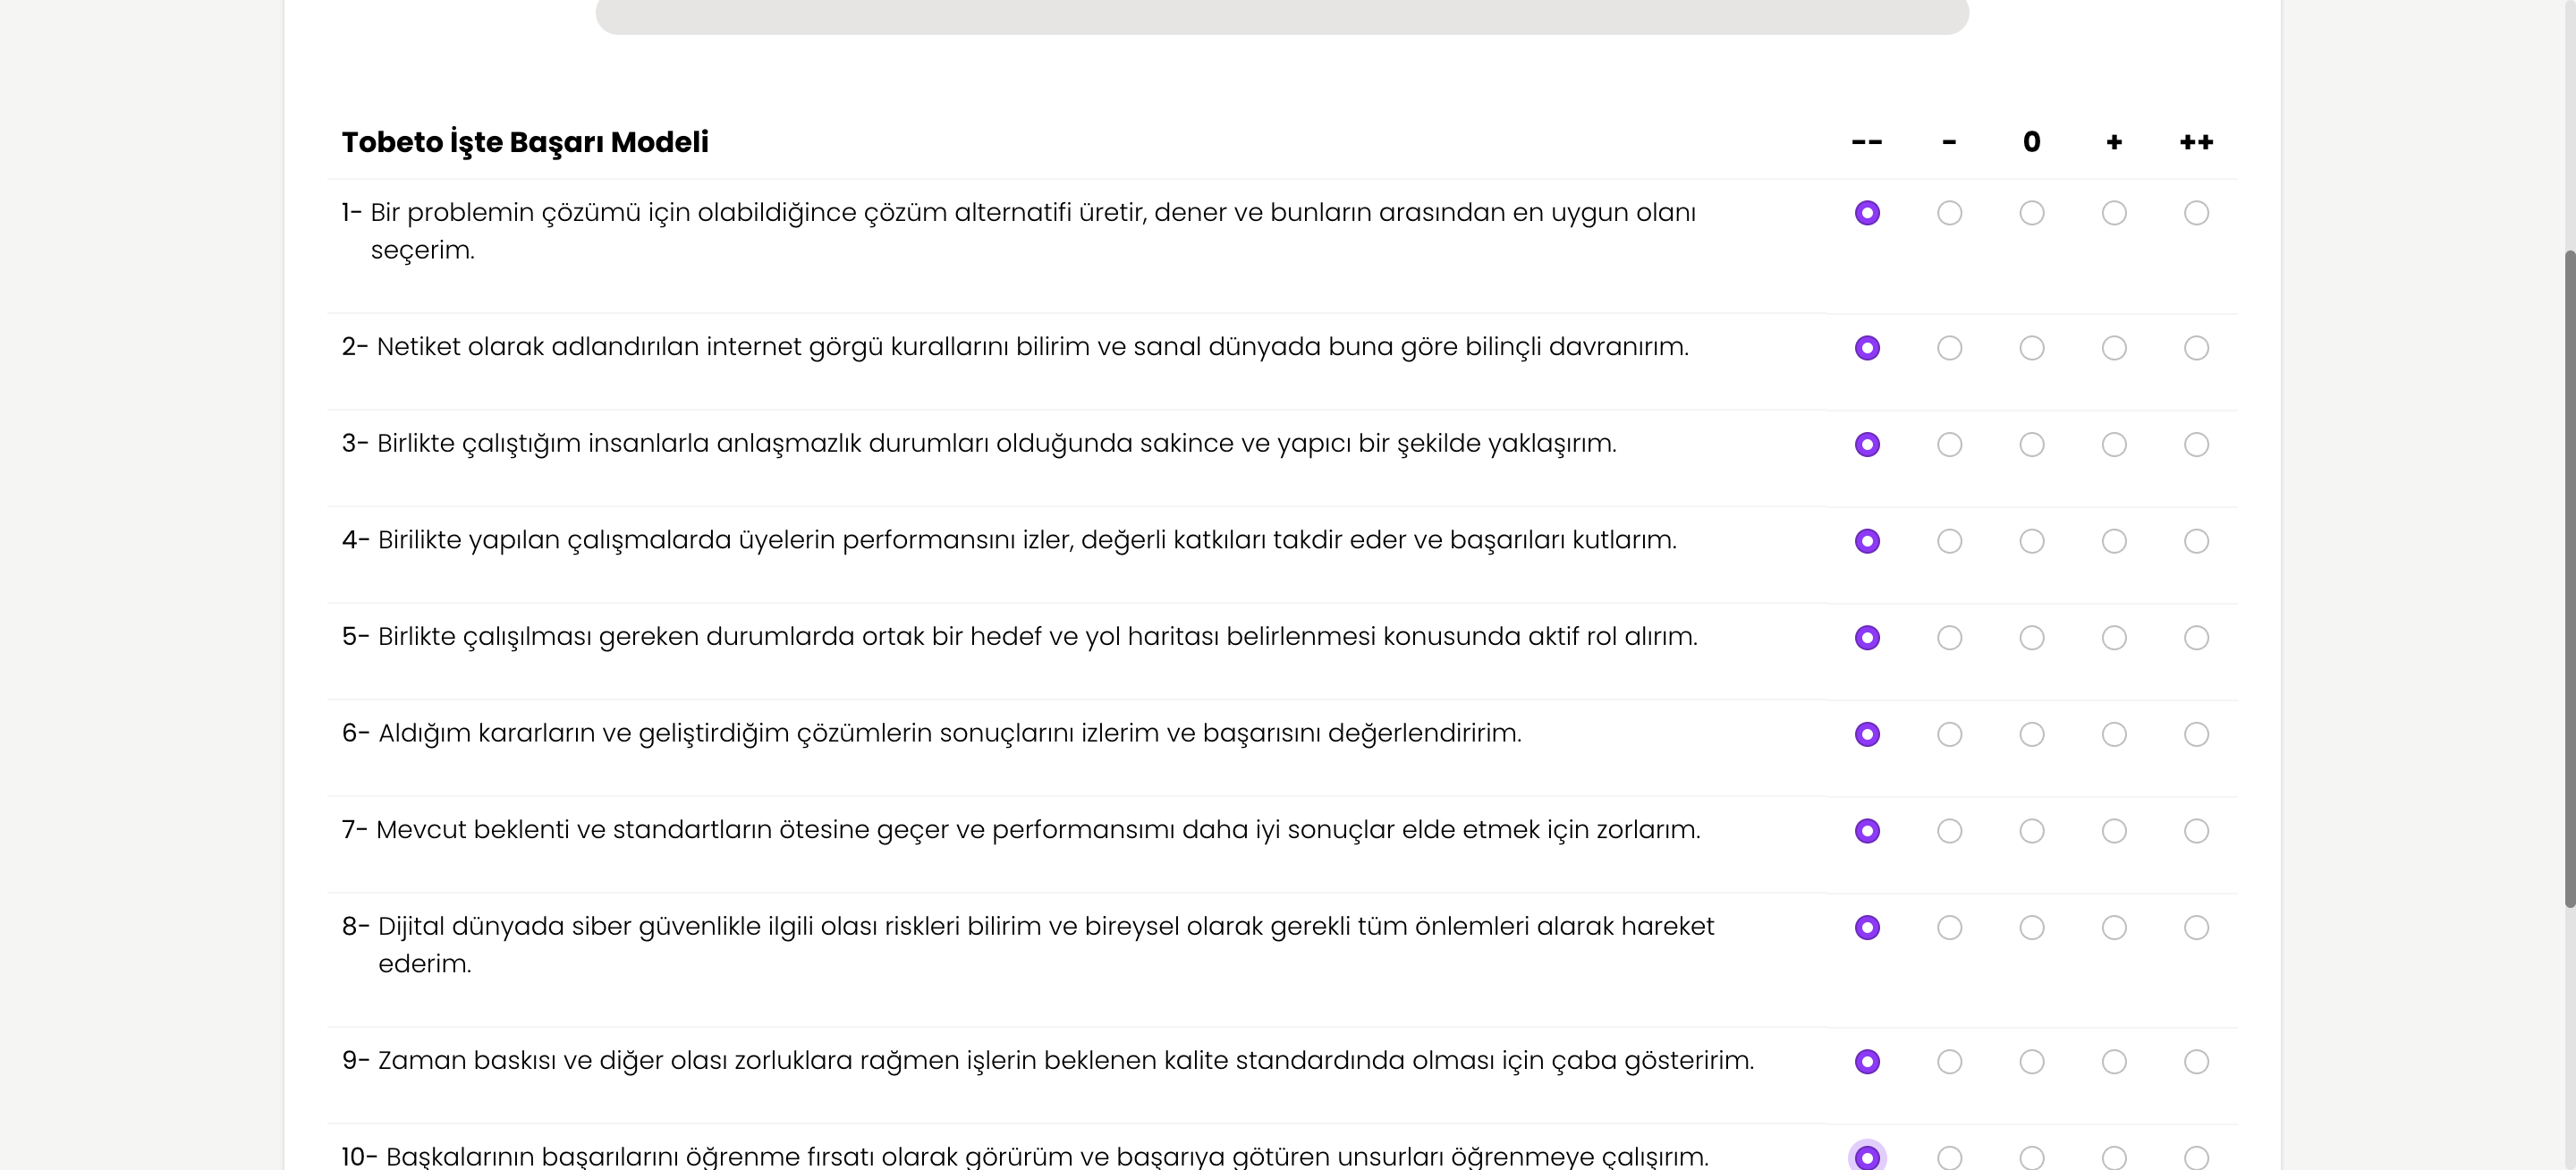 Tobeto İşte Başarı Modeli -- - 0 + ++
1- Bir problemin çözümü için olabildiğince çözüm alternatifi üretir, dener ve bunların arasından en uygun olanı
seçerim.
2- Netiket olarak adlandırılan internet görgü kurallarını bilirim ve sanal dünyada buna göre bilinçli davranırım.
3- Birlikte çalıştığım insanlarla anlaşmazlık durumları olduğunda sakince ve yapıcı bir şekilde yaklaşırım.
4- Birilikte yapılan çalışmalarda üyelerin performansını izler, değerli katkıları takdir eder ve başarıları kutlarım.
5- Birlikte çalışılması gereken durumlarda ortak bir hedef ve yol haritası belirlenmesi konusunda aktif rol alırım.
6- Aldığım kararların ve geliştirdiğim çözümlerin sonuçlarını izlerim ve başarısını değerlendiririm.
7- Mevcut beklenti ve standartların ötesine geçer ve performansımı daha iyi sonuçlar elde etmek için zorlarım.
8- Dijital dünyada siber güvenlikle ilgili olası riskleri bilirim ve bireysel olarak gerekli tüm önlemleri alarak hareket
ederim.
9- Zaman baskısı ve diğer olası zorluklara rağmen işlerin beklenen kalite standardında olması için çaba gösteririm.
10- Başkalarının başarılarını öğrenme fırsatı olarak görürüm ve başarıya götüren unsurları öğrenmeye çalışırım.